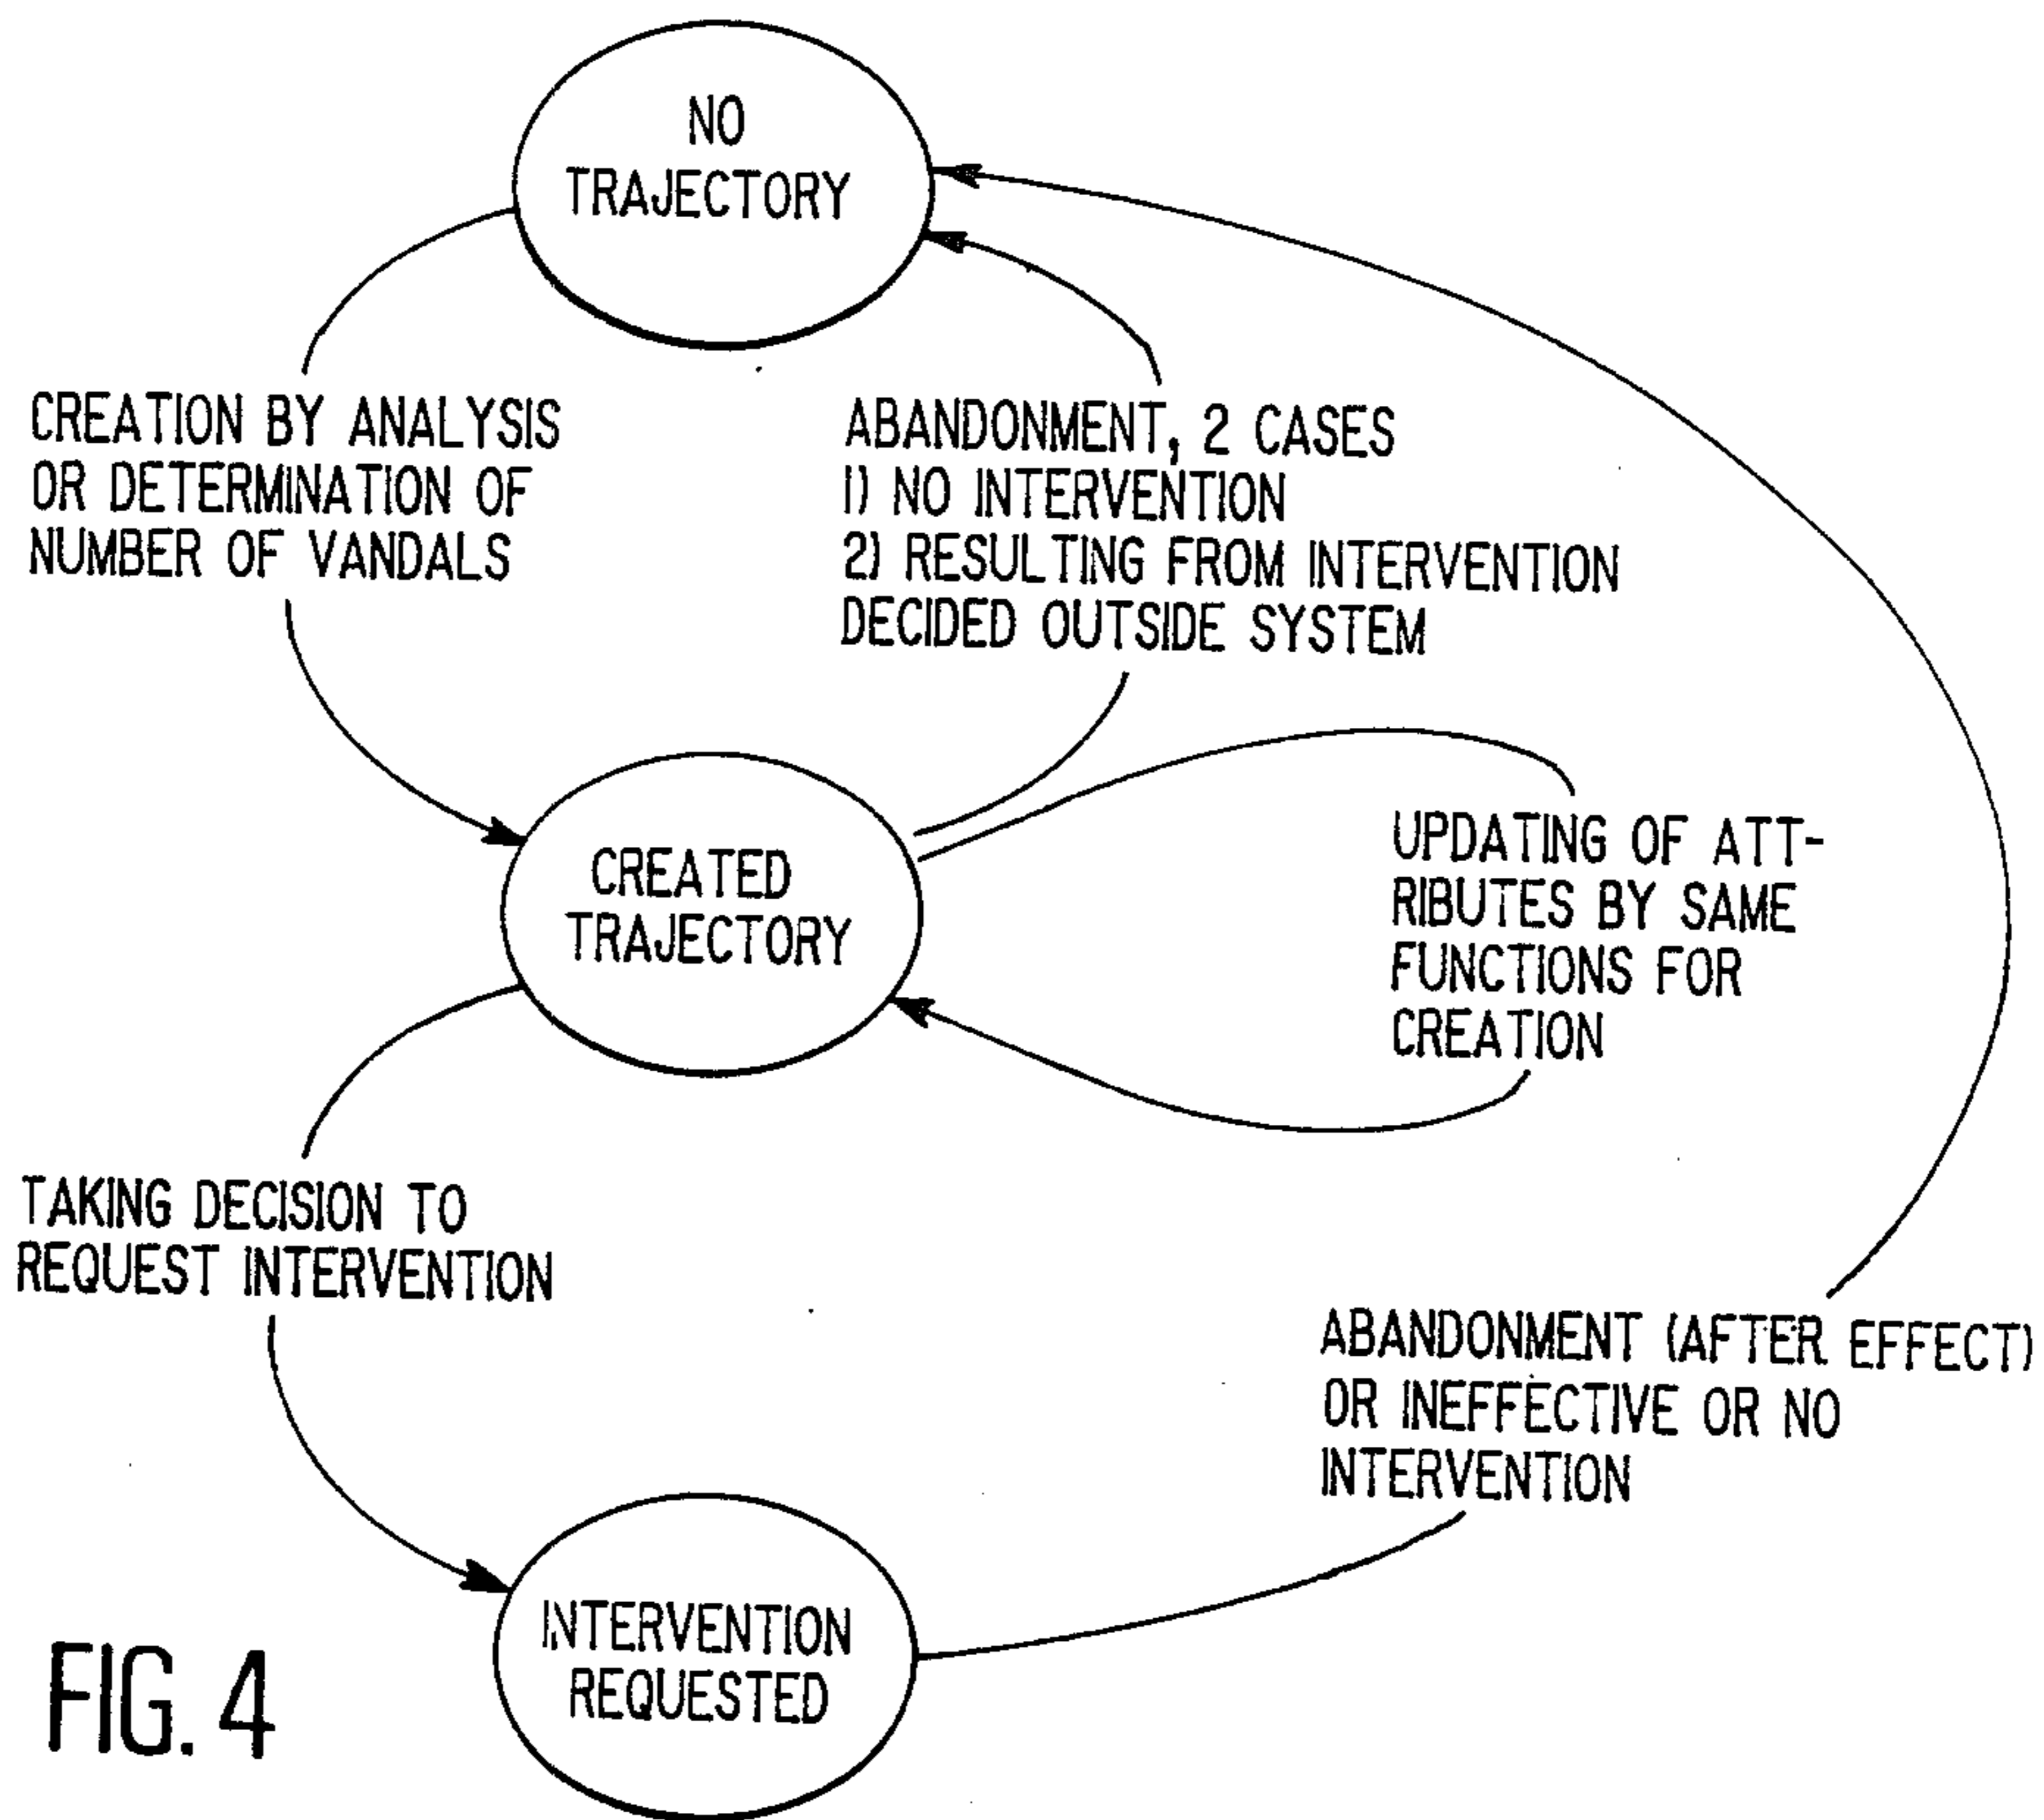 NO
TRAJECTORY
CREATION BY ANALYSIS
OR DETERMINATION OF
NUMBER OF VANDALS
ABANDONMENT, 2 CASES
1) NO INTERVENTION
2) RESULTING FROM INTERVENTION
DECIDED OUTSIDE SYSTEM
CREATED
TRAJECTORY
UPDATING OF ATT-
RIBUTES BY SAME
FUNCTIONS FOR
CREATION
TAKING DECISION TO
REQUEST INTERVENTION
ABANDONMENT (AFTER EFFECT)
OR INEFFECTIVE OR NO
INTERVENTION
INTERVENTION
REQUESTED
FIG. 4